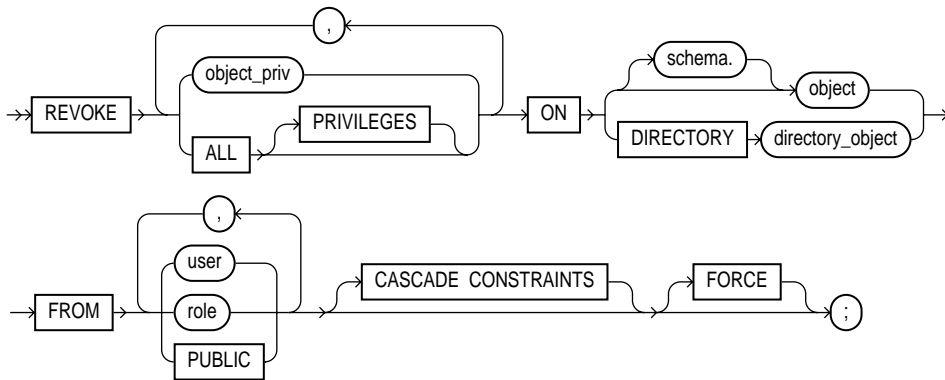 ,
object_priv
schema.
object
REVOKE
ALL
PRIVILEGES
ON
DIRECTORY
directory_object
,
user
CASCADE CONSTRAINTS
FORCE
FROM
role
;
PUBLIC